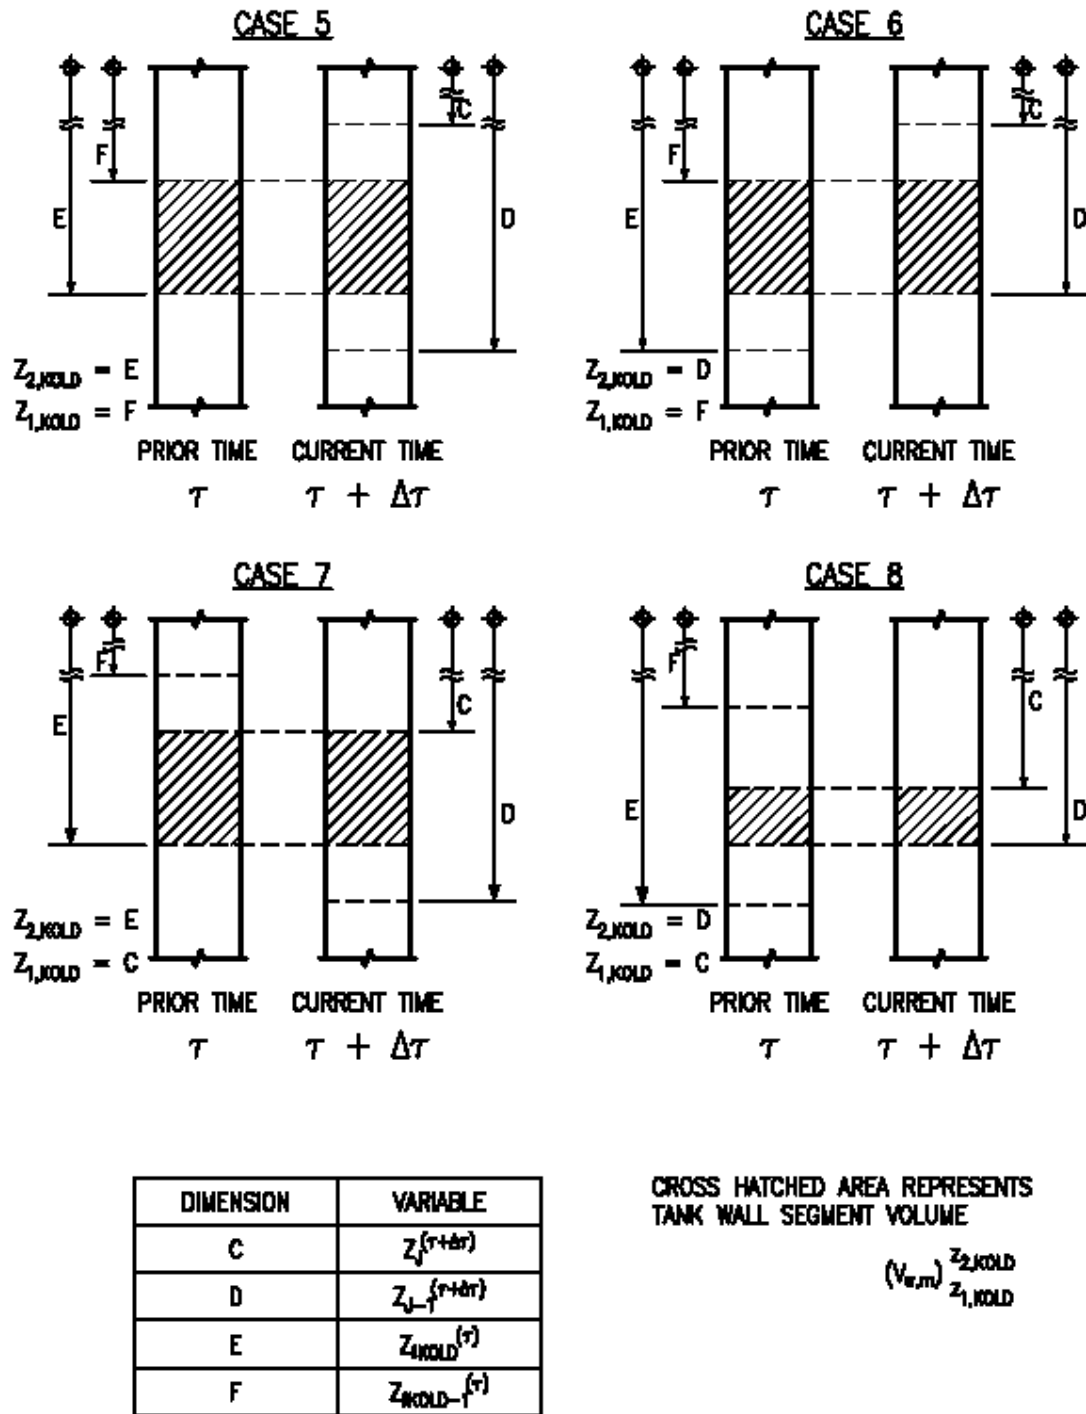 CASE 5
F
C
E
D
Z2,KOLD = E
Z1,KOLD = F
PRIOR TIME CURRENT TIME
τ τ + Δτ
CASE 6
F
C
E
D
Z2,KOLD = D
Z1,KOLD = F
PRIOR TIME CURRENT TIME
τ τ + Δτ
CASE 7
F
C
E
D
Z2,KOLD = E
Z1,KOLD = C
PRIOR TIME CURRENT TIME
τ τ + Δτ
CASE 8
F
C
E
D
Z2,KOLD = D
Z1,KOLD = C
PRIOR TIME CURRENT TIME
τ τ + Δτ
DIMENSION VARIABLE
C ZJ(τ+Δτ)
D ZJ-1(τ+Δτ)
E (τ)
F (τ)
CROSS HATCHED AREA REPRESENTS
TANK WALL SEGMENT VOLUME
(Vw,m) Z2,KOLD
Z1,KOLD